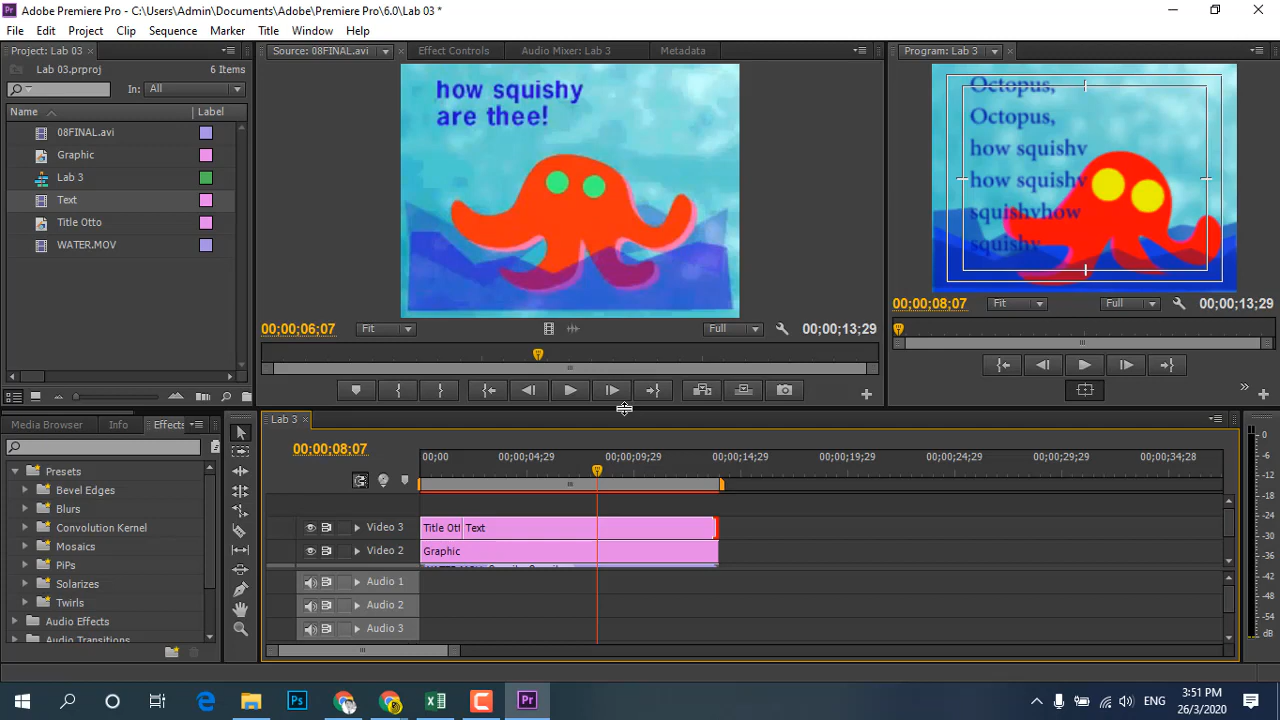 Adobe Premiere Pro - C:\Users\Admin\Documents\Adobe\Premiere Pro\6.0\Lab 03 *
File Edit Project Clip Sequence Marker Title Window Help
Project: Lab 03
Lab 03.prproj 6 Items
In: All
Name Label
08FINAL.avi
Graphic
Lab 3
Text
Title Otto
WATER.MOV
Source: 08FINAL.avi Effect Controls Audio Mixer: Lab 3 Metadata
how squishy
are thee!
00;00;06;07 Fit Full 00;00;13;29
Program: Lab 3
Octopus,
Octopus,
how squishv
how squishv
squishvhow
squishv
00;00;08;07 Fit Full 00;00;13;29
Media Browser Info Effects
Presets
Bevel Edges
Blurs
Convolution Kernel
Mosaics
PiPs
Solarizes
Twirls
Audio Effects
Audio Transitions
Lab 3
00;00;08;07
00;00 00;00;04;29 00;00;09;29 00;00;14;29 00;00;19;29 00;00;24;29 00;00;29;29 00;00;34;28
Video 3 Title Ott Text
Video 2 Graphic
Audio 1
Audio 2
Audio 3
0
-6
-12
-18
-24
-30
-36
-42
-48
-54
dB
ENG 3:51 PM
26/3/2020